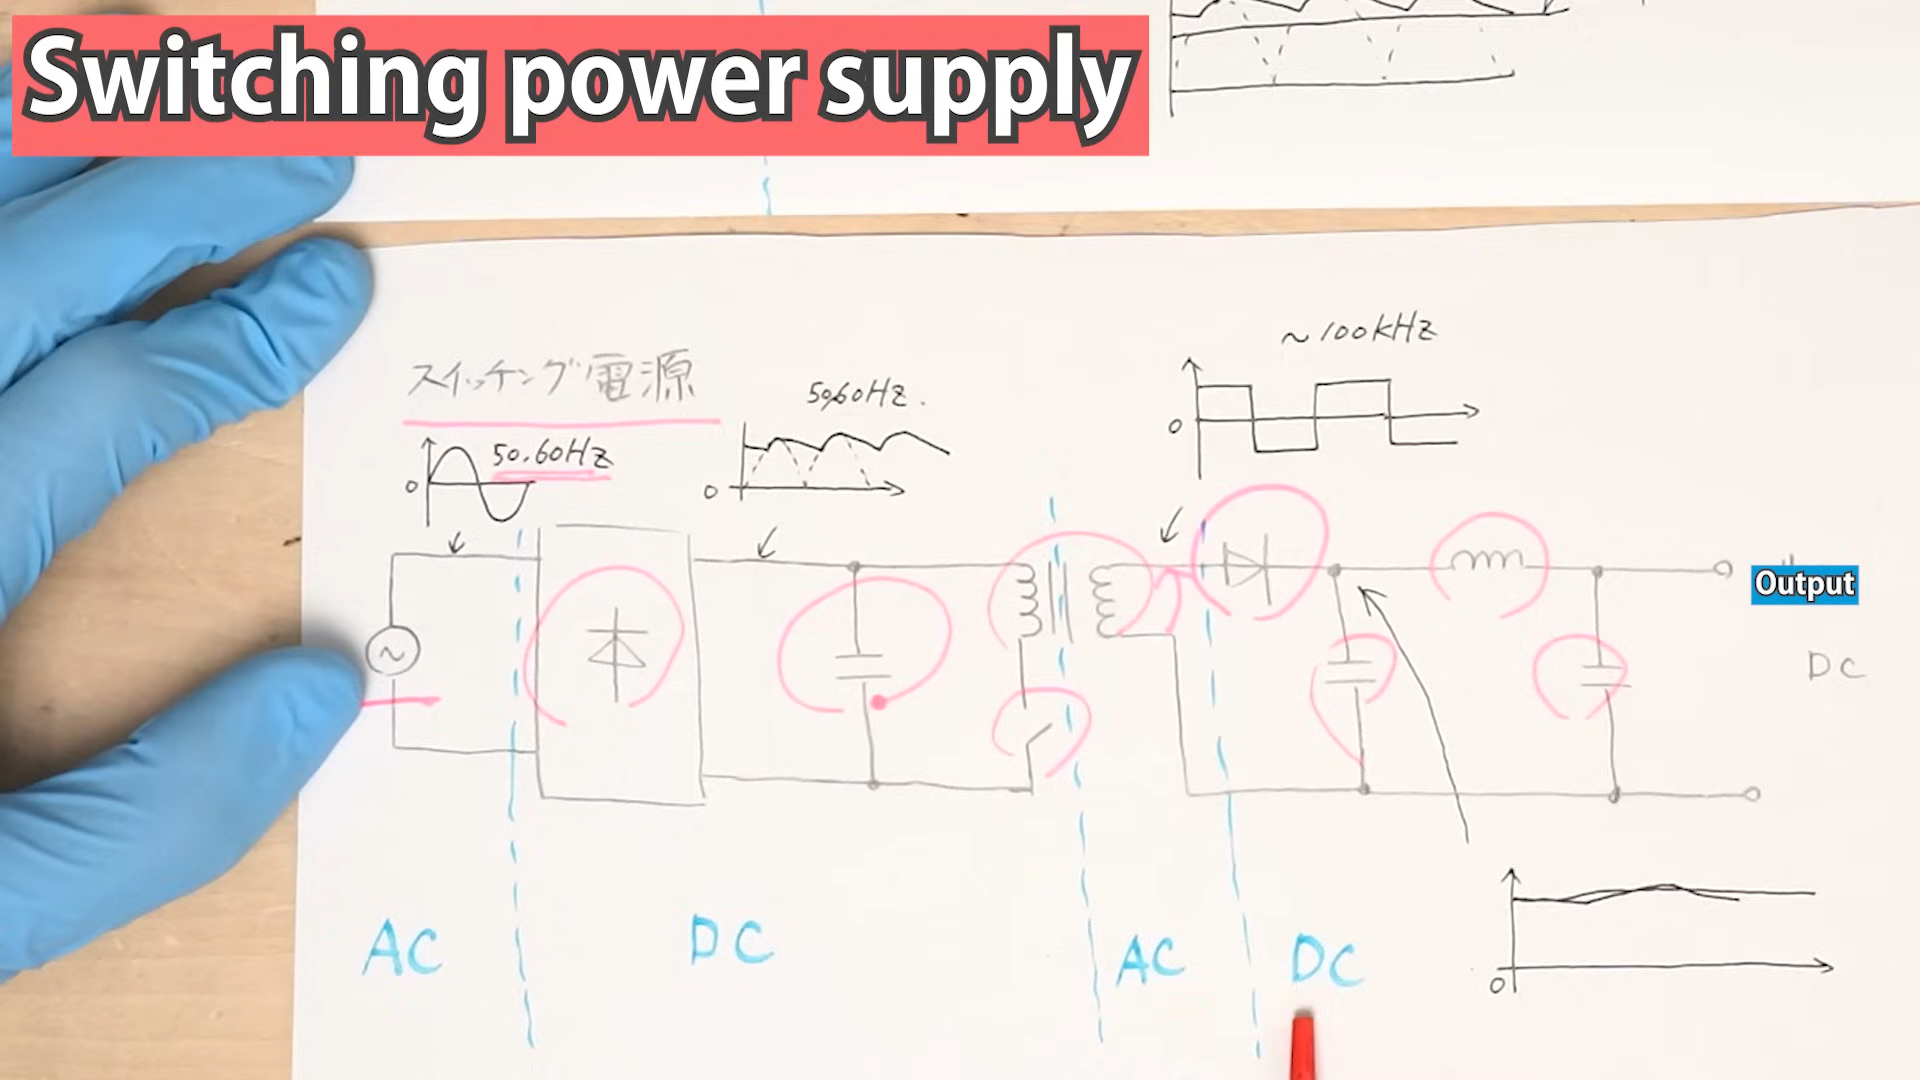 Switching power supply
~100kHz
0
スイッチング電源
50,60Hz.
50.60Hz
0
0
~
Output
DC
AC
DC
AC
DC
0